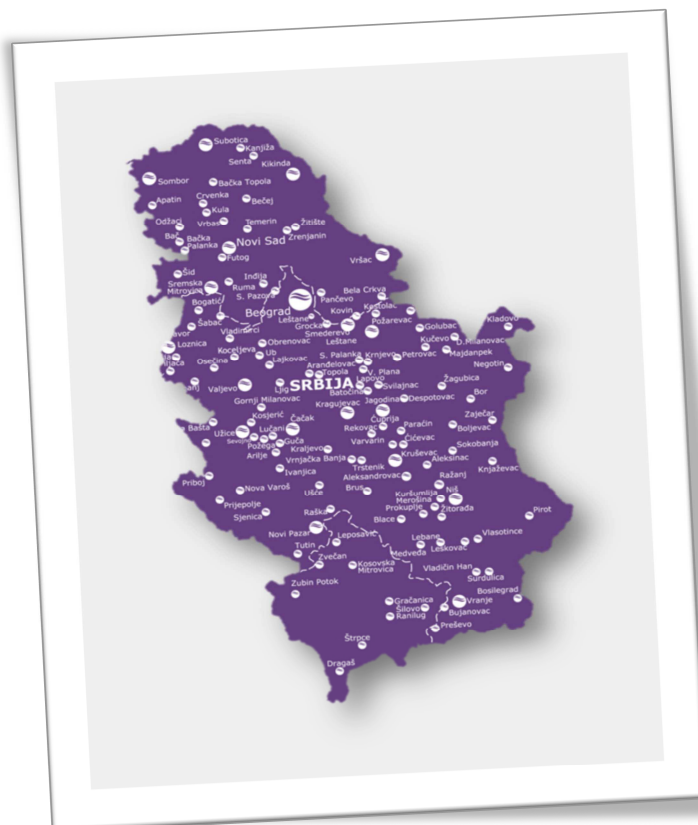 Subotica
Kanjiža
Senta
Kikinda
Sombor
Bačka Topola
Apatin
Crvenka
Bečej
Kula
Odžaci
Vrbas
Temerin
Žitište
Zrenjanin
Bač
Bačka
Palanka
Novi Sad
Futog
Vršac
Šid
Inđija
Sremska
Mitrovica
Ruma
S. Pazova
Bela Crkva
Pančevo
Bogatić
Beograd
Kovin
Kostolac
Kladovo
Šabac
Leštane
Grocka
Požarevac
Golubac
Vladimirci
Smederevo
Loznica
Obrenovac
Leštane
Kučevo
D.Milanovac
Koceljeva
Ub
S. Palanka
Krnjevo
Petrovac
Majdanpek
Osečina
Lajkovac
Aranđelovac
Negotin
Topola
V. Plana
Lapovo
Valjevo
Ljig
SRBIJA
Svilajnac
Žagubica
Batočina
Gornji Milanovac
Kragujevac
Jagodina
Despotovac
Bor
Kosjerić
Čačak
Ćuprija
Zaječar
Bašta
Lučani
Rekovac
Paraćin
Boljevac
Užice
Požega
Guča
Varvarin
Ćićevac
Arilje
Kraljevo
Sokobanja
Vrnjačka Banja
Kruševac
Aleksinac
Ivanjica
Trstenik
Knjaževac
Priboj
Aleksandrovac
Ražanj
Nova Varoš
Ušće
Brus
Kuršumlija
Niš
Prijepolje
Merošina
Prokuplje
Žitorađa
Pirot
Sjenica
Raška
Blace
Novi Pazar
Leposavić
Lebane
Vlasotince
Tutin
Leskovac
Zvečan
Medveđa
Kosovska
Mitrovica
Vladičin Han
Zubin Potok
Surdulica
Bosilegrad
Gračanica
Vranje
Šilovo
Ranilug
Bujanovac
Preševo
Štrpce
Dragaš